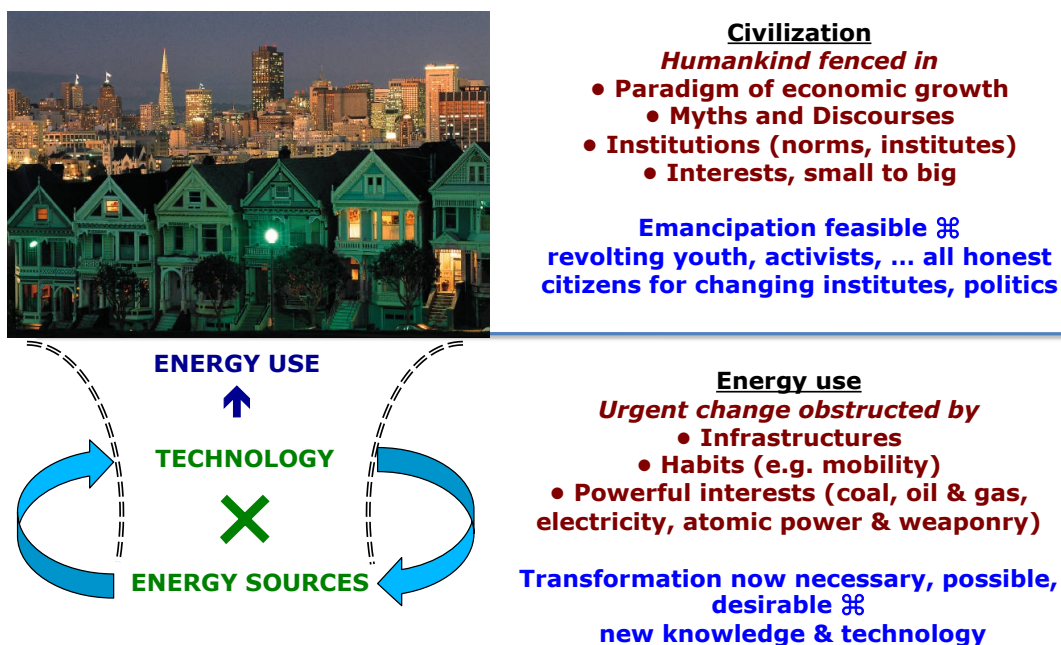 Civilization
Humankind fenced in
• Paradigm of economic growth
• Myths and Discourses
• Institutions (norms, institutes)
• Interests, small to big
Emancipation feasible ⌘
revolting youth, activists, ... all honest
citizens for changing institutes, politics
ENERGY USE
TECHNOLOGY
ENERGY SOURCES
Energy use
Urgent change obstructed by
• Infrastructures
• Habits (e.g. mobility)
• Powerful interests (coal, oil & gas,
electricity, atomic power & weaponry)
Transformation now necessary, possible,
desirable ⌘
new knowledge & technology